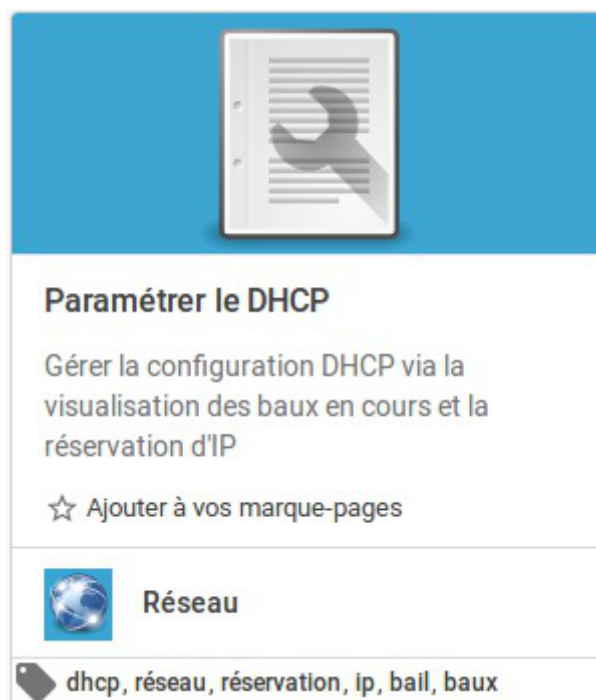 Paramétrer le DHCP
Gérer la configuration DHCP via la
visualisation des baux en cours et la
réservation d'IP
Ajouter à vos marque-pages
Réseau
dhcp, réseau, réservation, ip, bail, baux